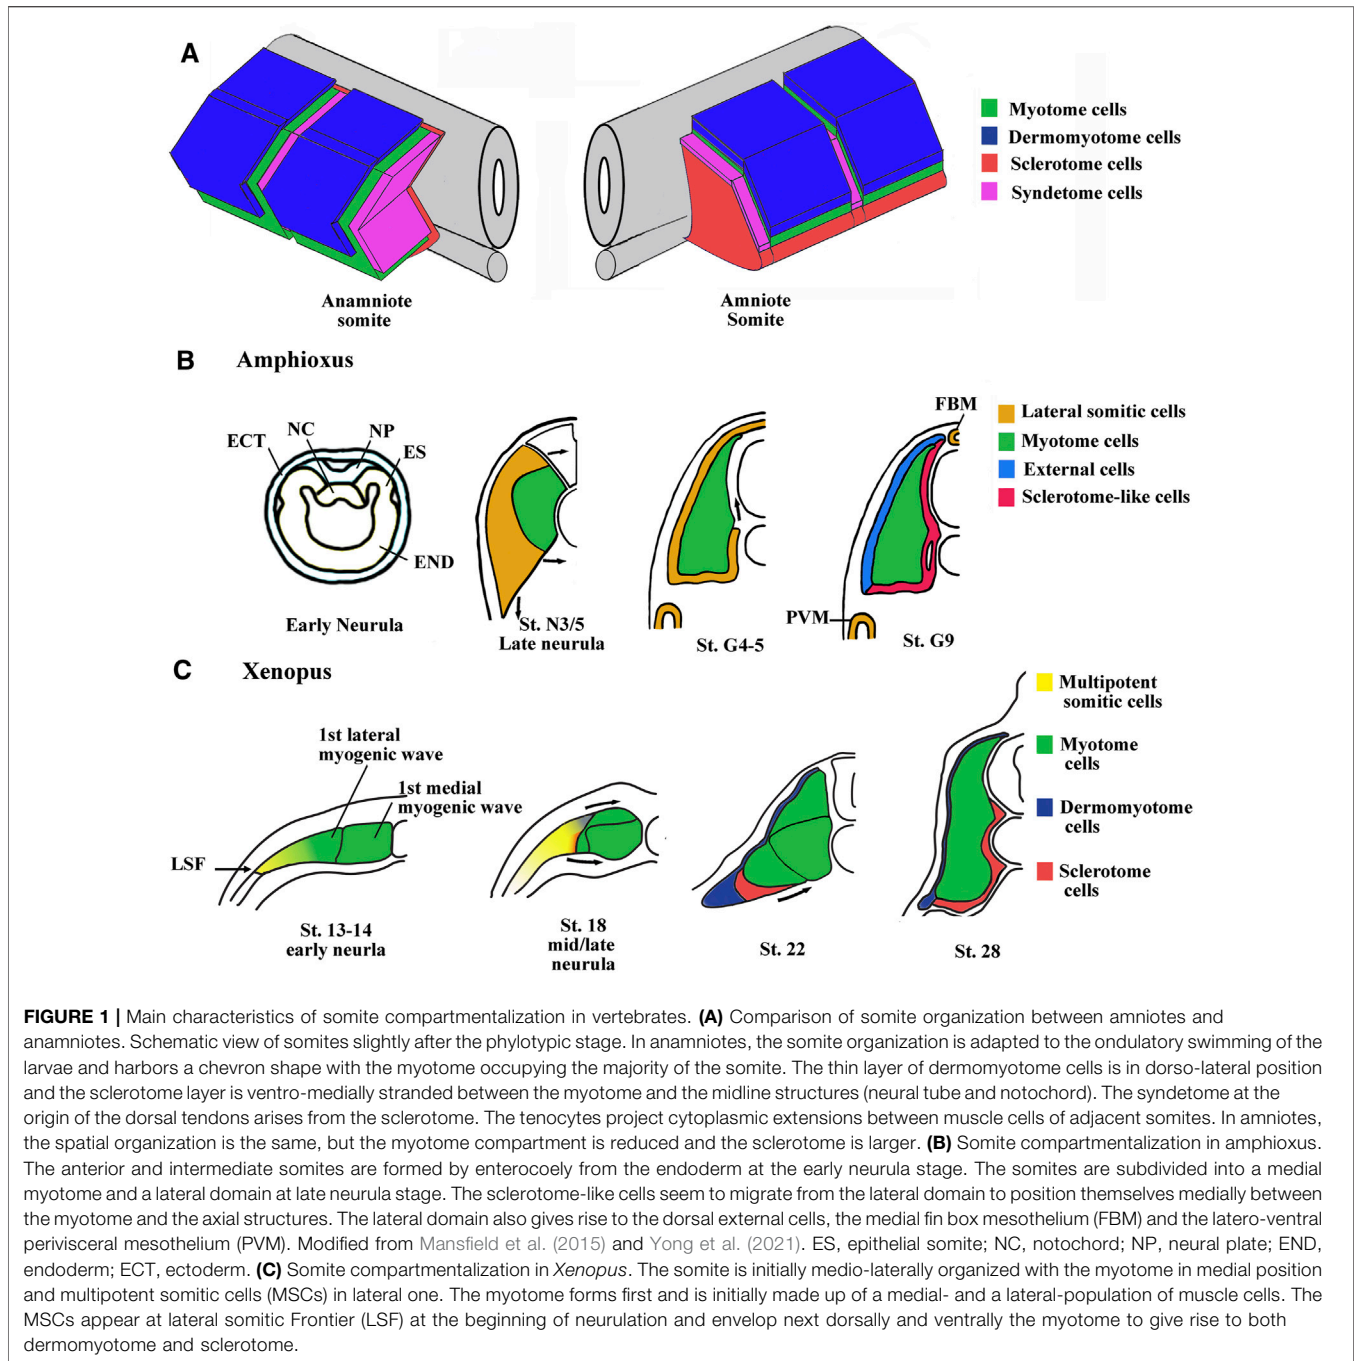 A
Myotome cells
Dermomyotome cells
Sclerotome cells
Syndetome cells
Anamniote
somite
Amniote
Somite
B Amphioxus
ECT
NC
NP
ES
END
FBM
PVM
Lateral somitic cells
Myotome cells
External cells
Sclerotome-like cells
Early Neurula
St. N3/5
Late neurula
St. G4-5
St. G9
C Xenopus
1st lateral
myogenic wave
1st medial
myogenic wave
LSF
Multipotent
somitic cells
Myotome
cells
Dermomyotome
cells
Sclerotome
cells
St. 13-14
early neurla
St. 18
mid/late
neurula
St. 22
St. 28
FIGURE 1 | Main characteristics of somite compartmentalization in vertebrates. (A) Comparison of somite organization between amniotes and
anamniotes. Schematic view of somites slightly after the phylotypic stage. In anamniotes, the somite organization is adapted to the ondulatory swimming of the
larvae and harbors a chevron shape with the myotome occupying the majority of the somite. The thin layer of dermomyotome cells is in dorso-lateral position
and the sclerotome layer is ventro-medially stranded between the myotome and the midline structures (neural tube and notochord). The syndetome at the
origin of the dorsal tendons arises from the sclerotome. The tenocytes project cytoplasmic extensions between muscle cells of adjacent somites. In amniotes,
the spatial organization is the same, but the myotome compartment is reduced and the sclerotome is larger. (B) Somite compartmentalization in amphioxus.
The anterior and intermediate somites are formed by enterocoely from the endoderm at the early neurula stage. The somites are subdivided into a medial
myotome and a lateral domain at late neurula stage. The sclerotome-like cells seem to migrate from the lateral domain to position themselves medially between
the myotome and the axial structures. The lateral domain also gives rise to the dorsal external cells, the medial fin box mesothelium (FBM) and the latero-ventral
perivisceral mesothelium (PVM). Modified from Mansfield et al. (2015) and Yong et al. (2021). ES, epithelial somite; NC, notochord; NP, neural plate; END,
endoderm; ECT, ectoderm. (C) Somite compartmentalization in Xenopus. The somite is initially medio-laterally organized with the myotome in medial position
and multipotent somitic cells (MSCs) in lateral one. The myotome forms first and is initially made up of a medial- and a lateral-population of muscle cells. The
MSCs appear at lateral somitic Frontier (LSF) at the beginning of neurulation and envelop next dorsally and ventrally the myotome to give rise to both
dermomyotome and sclerotome.